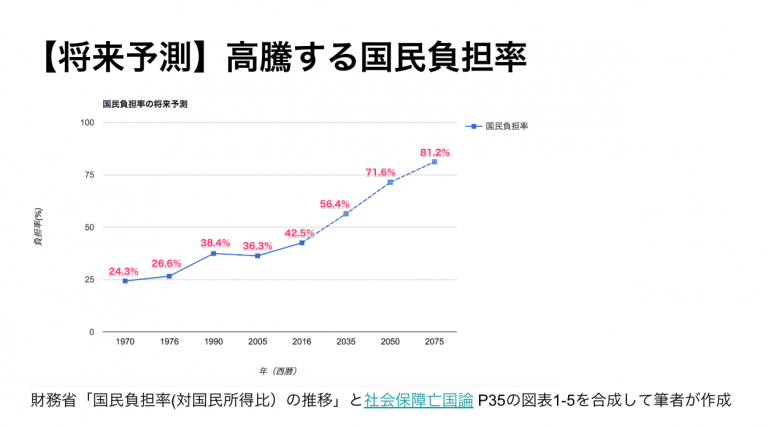 【将来予測】高騰する国民負担率
国民負担率の将来予測
国民負担率
負担率(%)
100
75
50
25
0
24.3%
26.6%
38.4%
36.3%
42.5%
56.4%
71.6%
81.2%
1970 1976 1990 2005 2016 2035 2050 2075
年（西暦）
財務省「国民負担率(対国民所得比）の推移」と社会保障亡国論 P35の図表1-5を合成して筆者が作成